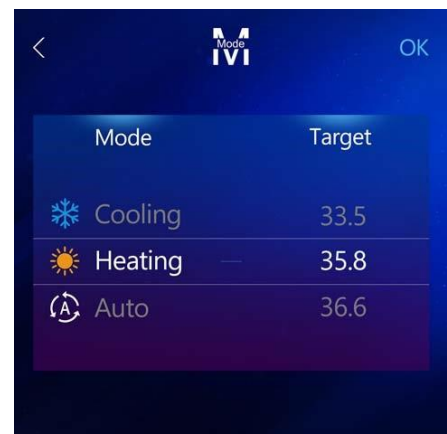 < Mode OK
Mode Target
Cooling 33.5
Heating — 35.8
A Auto 36.6